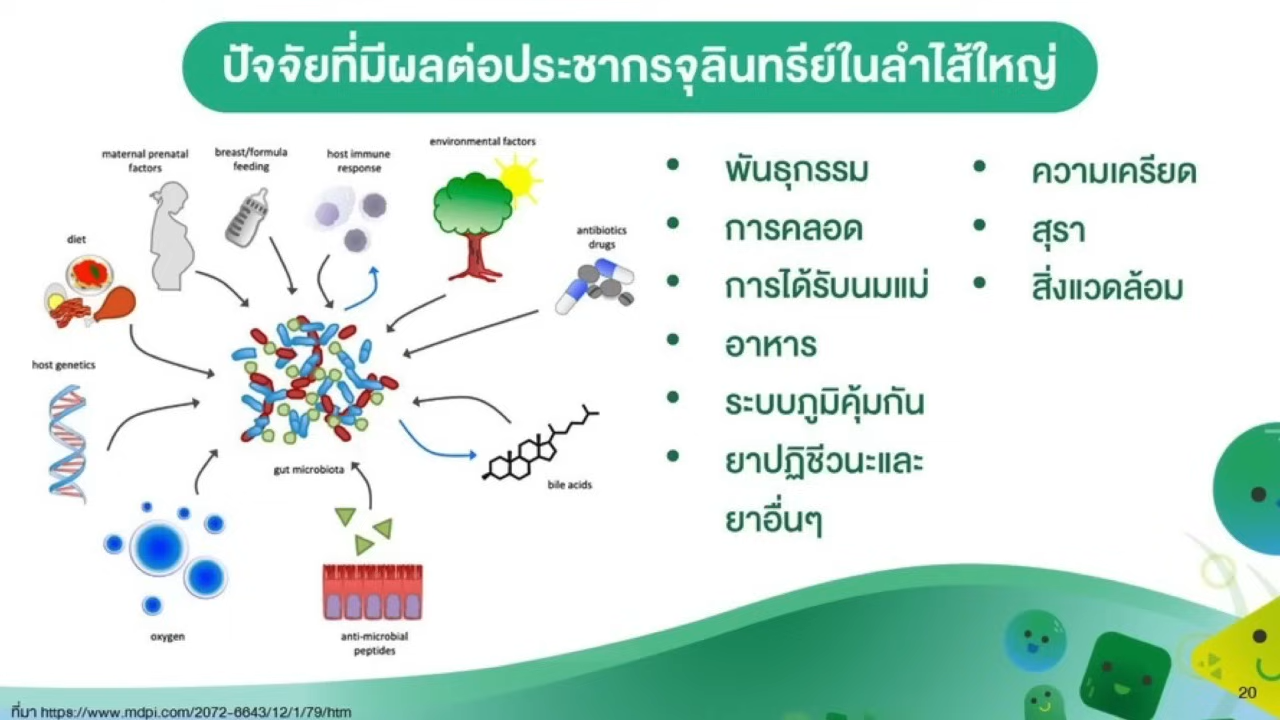 ปัจจัยที่มีผลต่อประชากรจุลินทรีย์ในลำไส้ใหญ่
maternal prenatal
factors
breast/formula
feeding
host immune
response
environmental factors
antibiotics
drugs
diet
host genetics
gut microbiota
bile acids
oxygen
anti-microbial
peptides
• พันธุกรรม
• การคลอด
• การได้รับนมแม่
• อาหาร
• ระบบภูมิคุ้มกัน
• ยาปฏิชีวนะและ
ยาอื่นๆ
• ความเครียด
• สุรา
• สิ่งแวดล้อม
ที่มา https://www.mdpi.com/2072-6643/12/1/79/htm
20